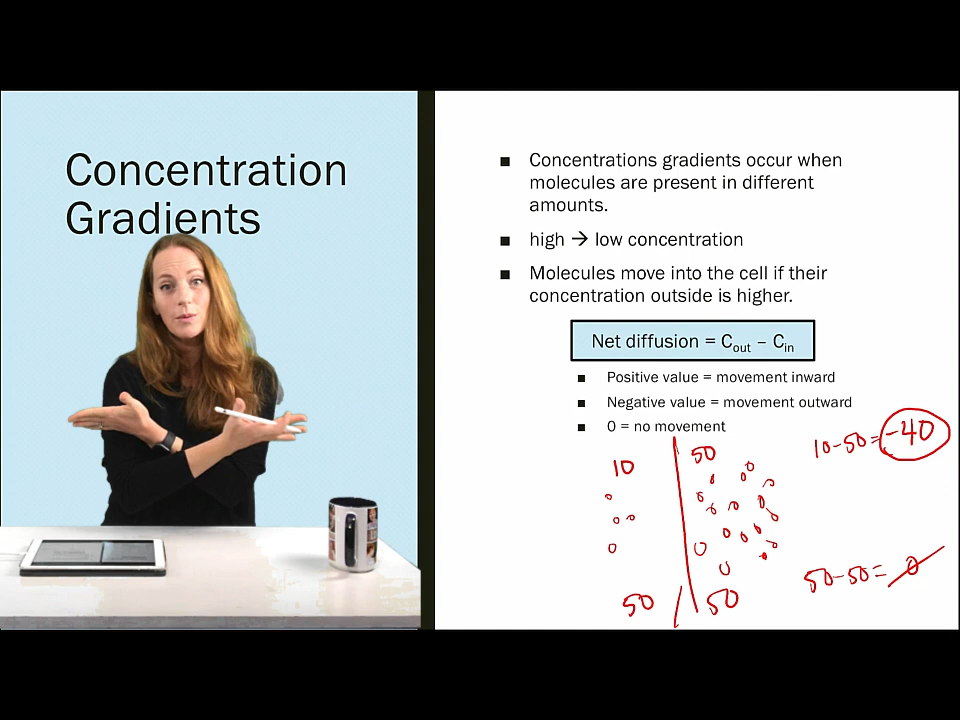 Concentration
Gradients
■ Concentrations gradients occur when
molecules are present in different
amounts.
■ high → low concentration
■ Molecules move into the cell if their
concentration outside is higher.
Net diffusion = Cout – Cin
■ Positive value = movement inward
■ Negative value = movement outward
■ 0 = no movement
10 50
10-50 = -40
50 50
50-50 = 0